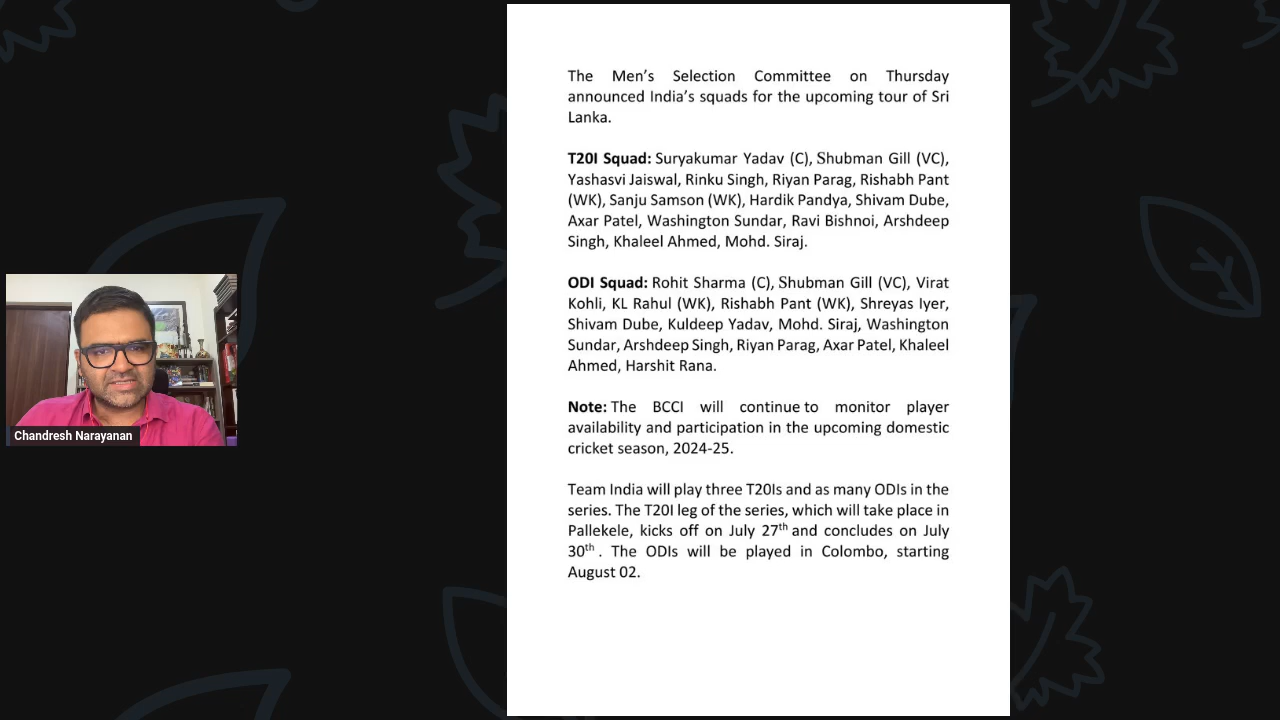 The Men’s Selection Committee on Thursday
announced India’s squads for the upcoming tour of Sri
Lanka.
T20I Squad: Suryakumar Yadav (C), Shubman Gill (VC),
Yashasvi Jaiswal, Rinku Singh, Riyan Parag, Rishabh Pant
(WK), Sanju Samson (WK), Hardik Pandya, Shivam Dube,
Axar Patel, Washington Sundar, Ravi Bishnoi, Arshdeep
Singh, Khaleel Ahmed, Mohd. Siraj.
ODI Squad: Rohit Sharma (C), Shubman Gill (VC), Virat
Kohli, KL Rahul (WK), Rishabh Pant (WK), Shreyas Iyer,
Shivam Dube, Kuldeep Yadav, Mohd. Siraj, Washington
Sundar, Arshdeep Singh, Riyan Parag, Axar Patel, Khaleel
Ahmed, Harshit Rana.
Note: The BCCI will continue to monitor player
availability and participation in the upcoming domestic
cricket season, 2024-25.
Team India will play three T20Is and as many ODIs in the
series. The T20I leg of the series, which will take place in
Pallekele, kicks off on July 27th and concludes on July
30th . The ODIs will be played in Colombo, starting
August 02.
Chandresh Narayanan